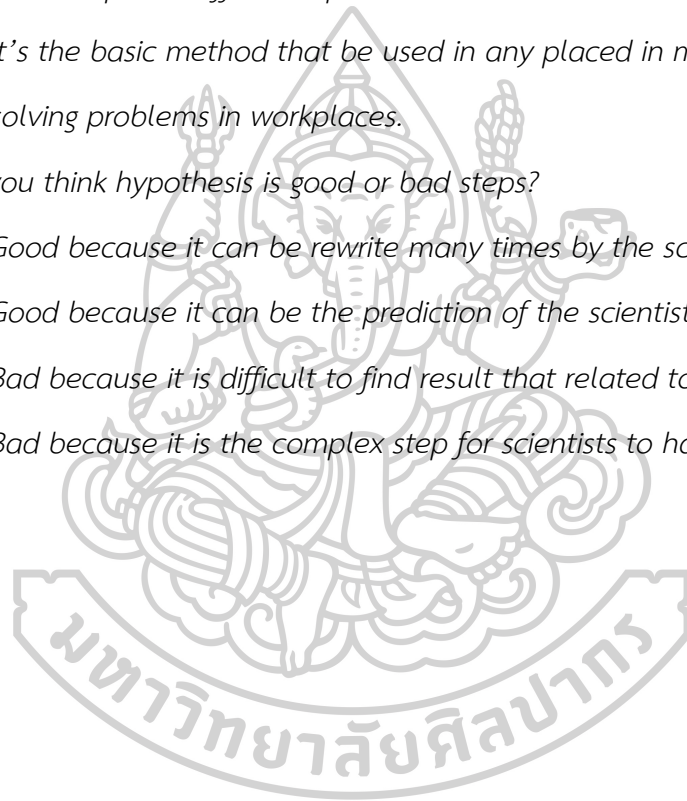 t's the basic method that be used in any placed in m
olving problems in workplaces.
you think hypothesis is good or bad steps?
Good because it can be rewrite many times by the sc
Good because it can be the prediction of the scientist
Bad because it is difficult to find result that related to
Bad because it is the complex step for scientists to ha
มหาวิทยาลัยศิลปากร